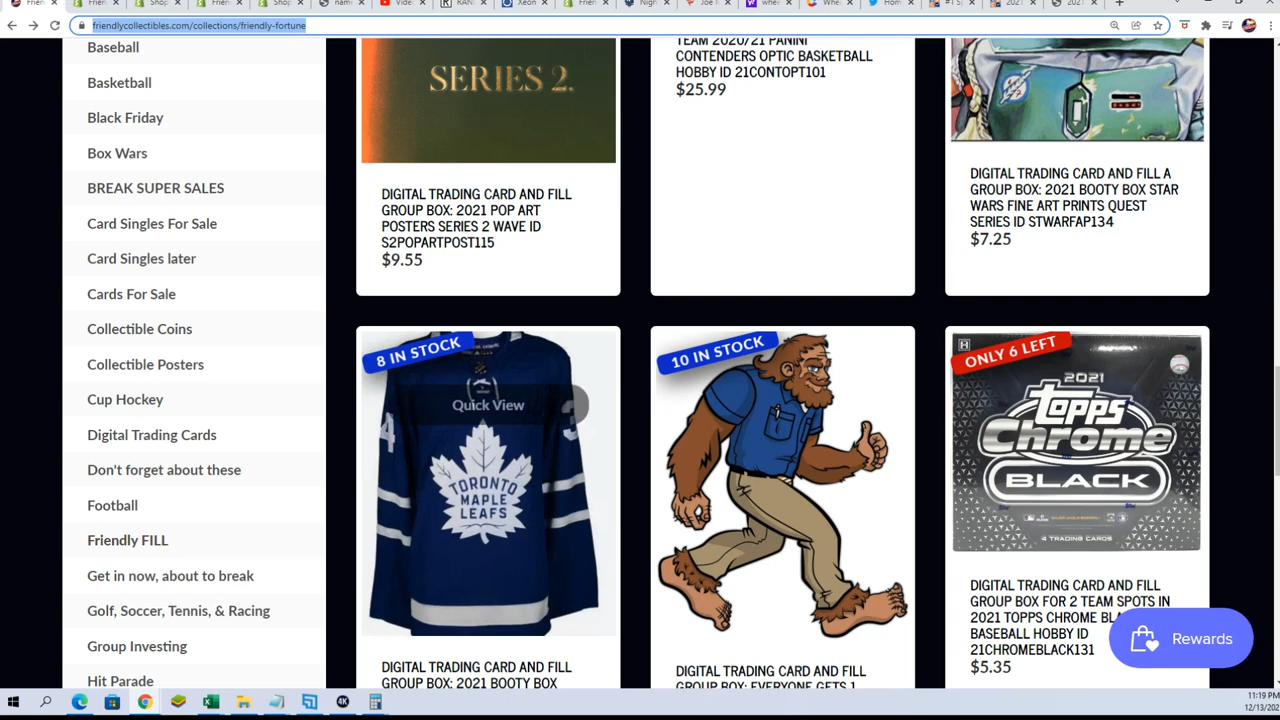 friendlycollectibles.com/collections/friendly-fortune
Baseball
Basketball
Black Friday
Box Wars
BREAK SUPER SALES
Card Singles For Sale
Card Singles later
Cards For Sale
Collectible Coins
Collectible Posters
Cup Hockey
Digital Trading Cards
Don't forget about these
Football
Friendly FILL
Get in now, about to break
Golf, Soccer, Tennis, & Racing
Group Investing
Hit Parade
SERIES 2.
DIGITAL TRADING CARD AND FILL
GROUP BOX: 2021 POP ART
POSTERS SERIES 2 WAVE ID
S2POPARTPOST115
$9.55
TEAM 2020/21 PANINI
CONTENDERS OPTIC BASKETBALL
HOBBY ID 21CONTOPT101
$25.99
DIGITAL TRADING CARD AND FILL A
GROUP BOX: 2021 BOOTY BOX STAR
WARS FINE ART PRINTS QUEST
SERIES ID STWARFAP134
$7.25
8 IN STOCK
Quick View
TORONTO
MAPLE
LEAFS
DIGITAL TRADING CARD AND FILL
GROUP BOX: 2021 BOOTY BOX
10 IN STOCK
DIGITAL TRADING CARD AND FILL
GROUP BOX: EVERYONE GETS 1
ONLY 6 LEFT
2021
topps
Chrome
BLACK
4 TRADING CARDS
DIGITAL TRADING CARD AND FILL
GROUP BOX FOR 2 TEAM SPOTS IN
2021 TOPPS CHROME
BASEBALL HOBBY ID
21CHROMEBLACK131
$5.35
Rewards
11:19 PM